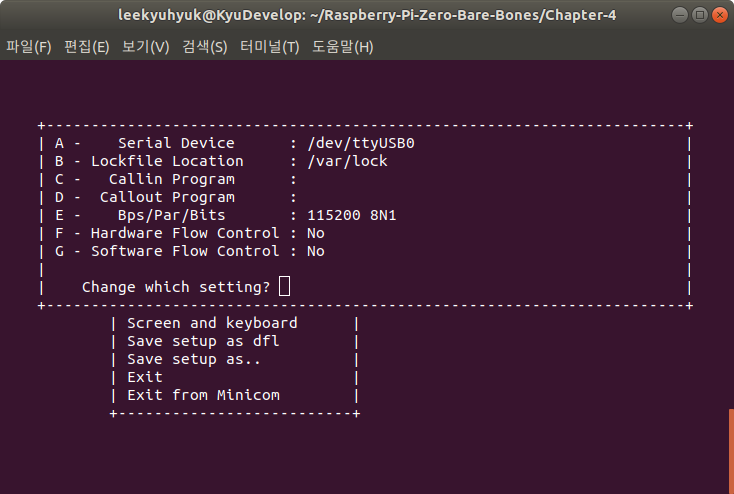 leekyuhyuk@KyuDevelop: ~/Raspberry-Pi-Zero-Bare-Bones/Chapter-4
파일(F) 편집(E) 보기(V) 검색(S) 터미널(T) 도움말(H)
+-----------------------------------------------------------------------+
| A -    Serial Device      : /dev/ttyUSB0                              |
| B - Lockfile Location     : /var/lock                                 |
| C -   Callin Program      :                                           |
| D -  Callout Program      :                                           |
| E -    Bps/Par/Bits       : 115200 8N1                                |
| F - Hardware Flow Control : No                                        |
| G - Software Flow Control : No                                        |
|                                                                       |
|    Change which setting?                                              |
+-----------------------------------------------------------------------+
        | Screen and keyboard      |
        | Save setup as dfl        |
        | Save setup as..          |
        | Exit                     |
        | Exit from Minicom        |
        +--------------------------+